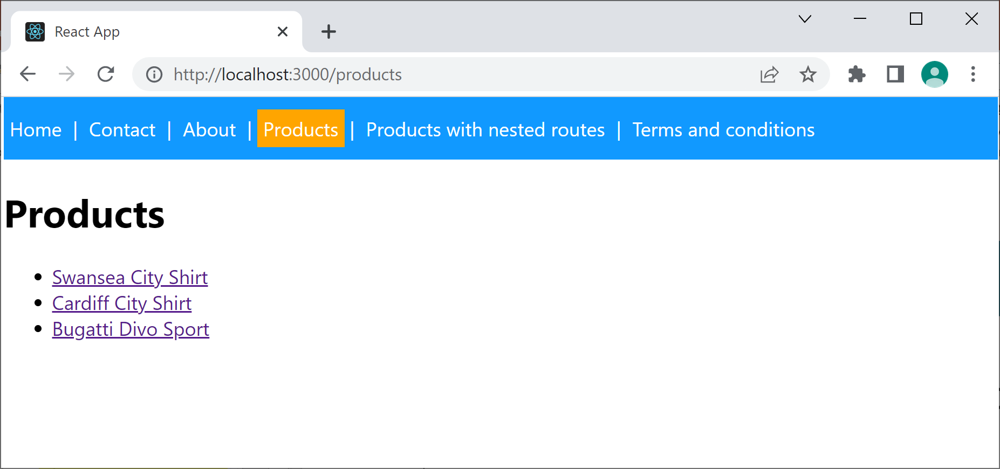 React App
http://localhost:3000/products
Home | Contact | About | Products | Products with nested routes | Terms and conditions
Products
Swansea City Shirt
Cardiff City Shirt
Bugatti Divo Sport